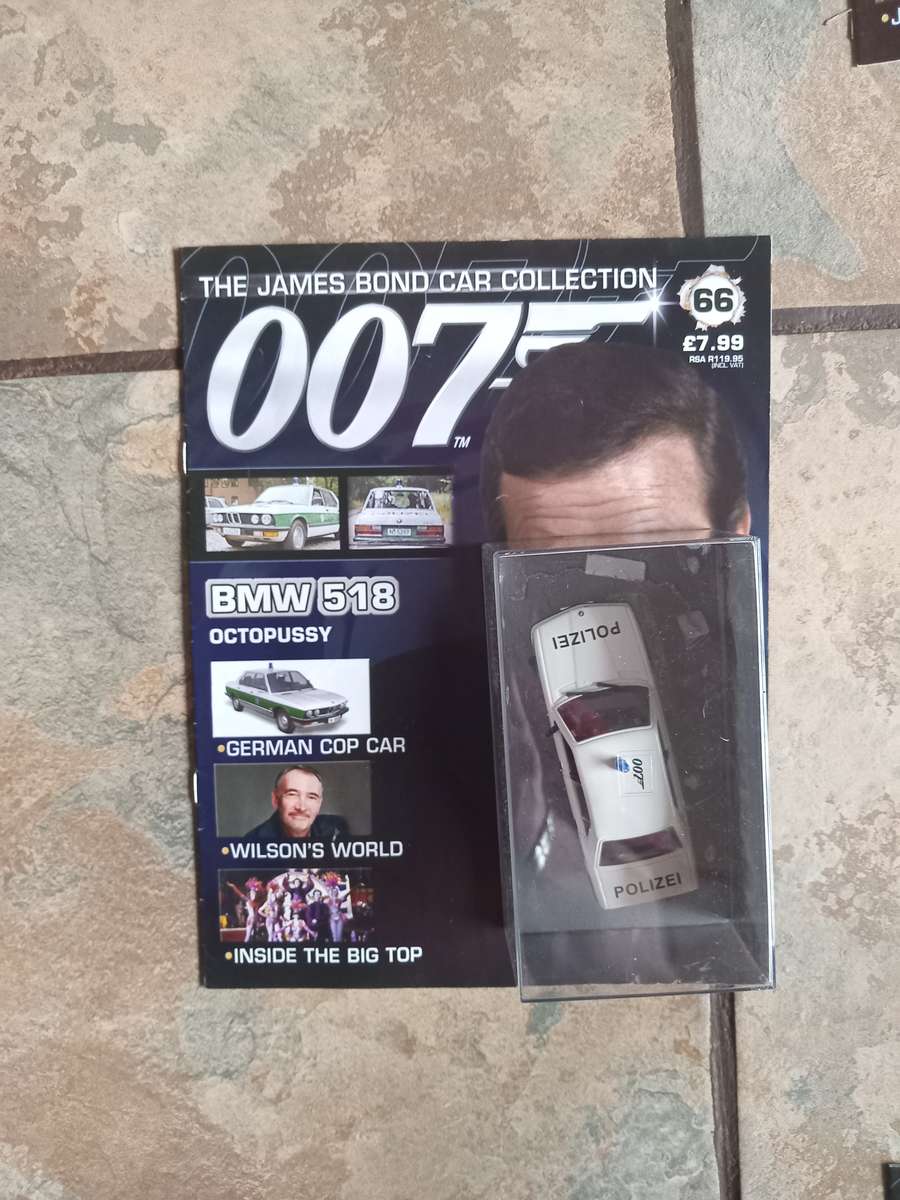 THE JAMES BOND CAR COLLECTION
66
007
TM
£7.99
RSA R119.95
(INCL VAT)
POLIZEI
BMW 518
OCTOPUSSY
GERMAN COP CAR
WILSON'S WORLD
INSIDE THE BIG TOP
POLIZEI
007
POLIZEI